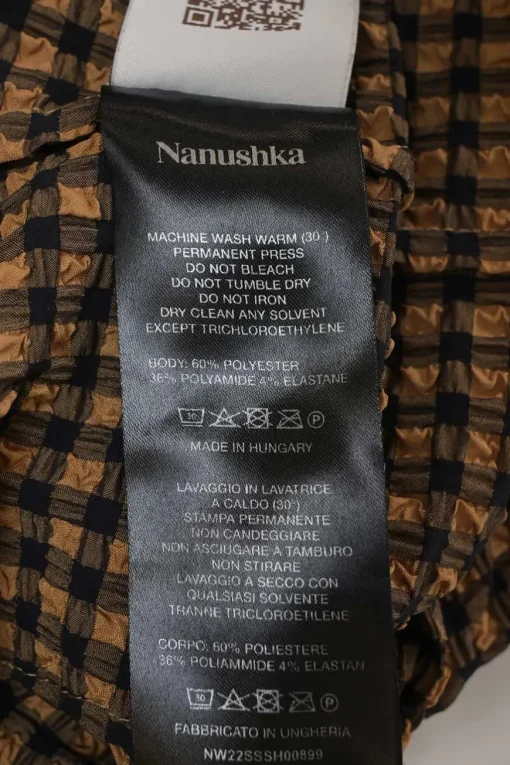 Nanushka
MACHINE WASH WARM (30°)
PERMANENT PRESS
DO NOT BLEACH
DO NOT TUMBLE DRY
DO NOT IRON
DRY CLEAN ANY SOLVENT
EXCEPT TRICHLOROETHYLENE
BODY: 60% POLYESTER
36% POLYAMIDE 4% ELASTANE
30 P
MADE IN HUNGARY
LAVAGGIO IN LAVATRICE
A CALDO (30°)
STAMPA PERMANENTE
NON CANDEGGIARE
NON ASCIUGARE A TAMBURO
NON STIRARE
LAVAGGIO A SECCO CON
QUALSIASI SOLVENTE
TRANNE TRICLOROETILENE
CORPO: 60% POLIESTERE
36% POLIAMMIDE 4% ELASTAN
30 P
FABBRICATO IN UNGHERIA
NW22SSSH00899